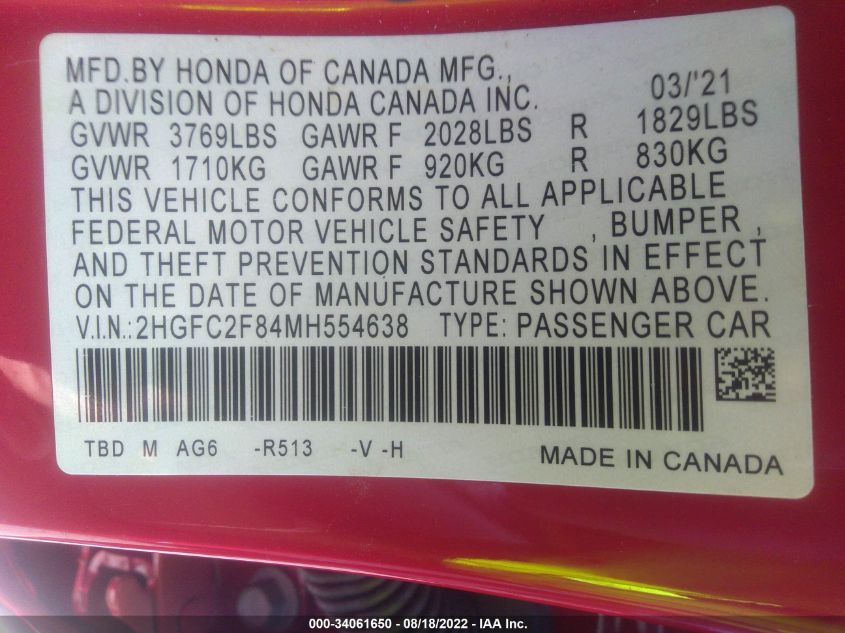 MFD.BY HONDA OF CANADA MFG., 03/'21
A DIVISION OF HONDA CANADA INC.
GVWR 3769LBS GAWR F 2028LBS R 1829LBS
GVWR 1710KG GAWR F 920KG R 830KG
THIS VEHICLE CONFORMS TO ALL APPLICABLE
FEDERAL MOTOR VEHICLE SAFETY , BUMPER ,
AND THEFT PREVENTION STANDARDS IN EFFECT
ON THE DATE OF MANUFACTURE SHOWN ABOVE.
V.I.N.:2HGFC2F84MH554638 TYPE: PASSENGER CAR
TBD M AG6 -R513 -V -H MADE IN CANADA
000-34061650 - 08/18/2022 - IAA Inc.